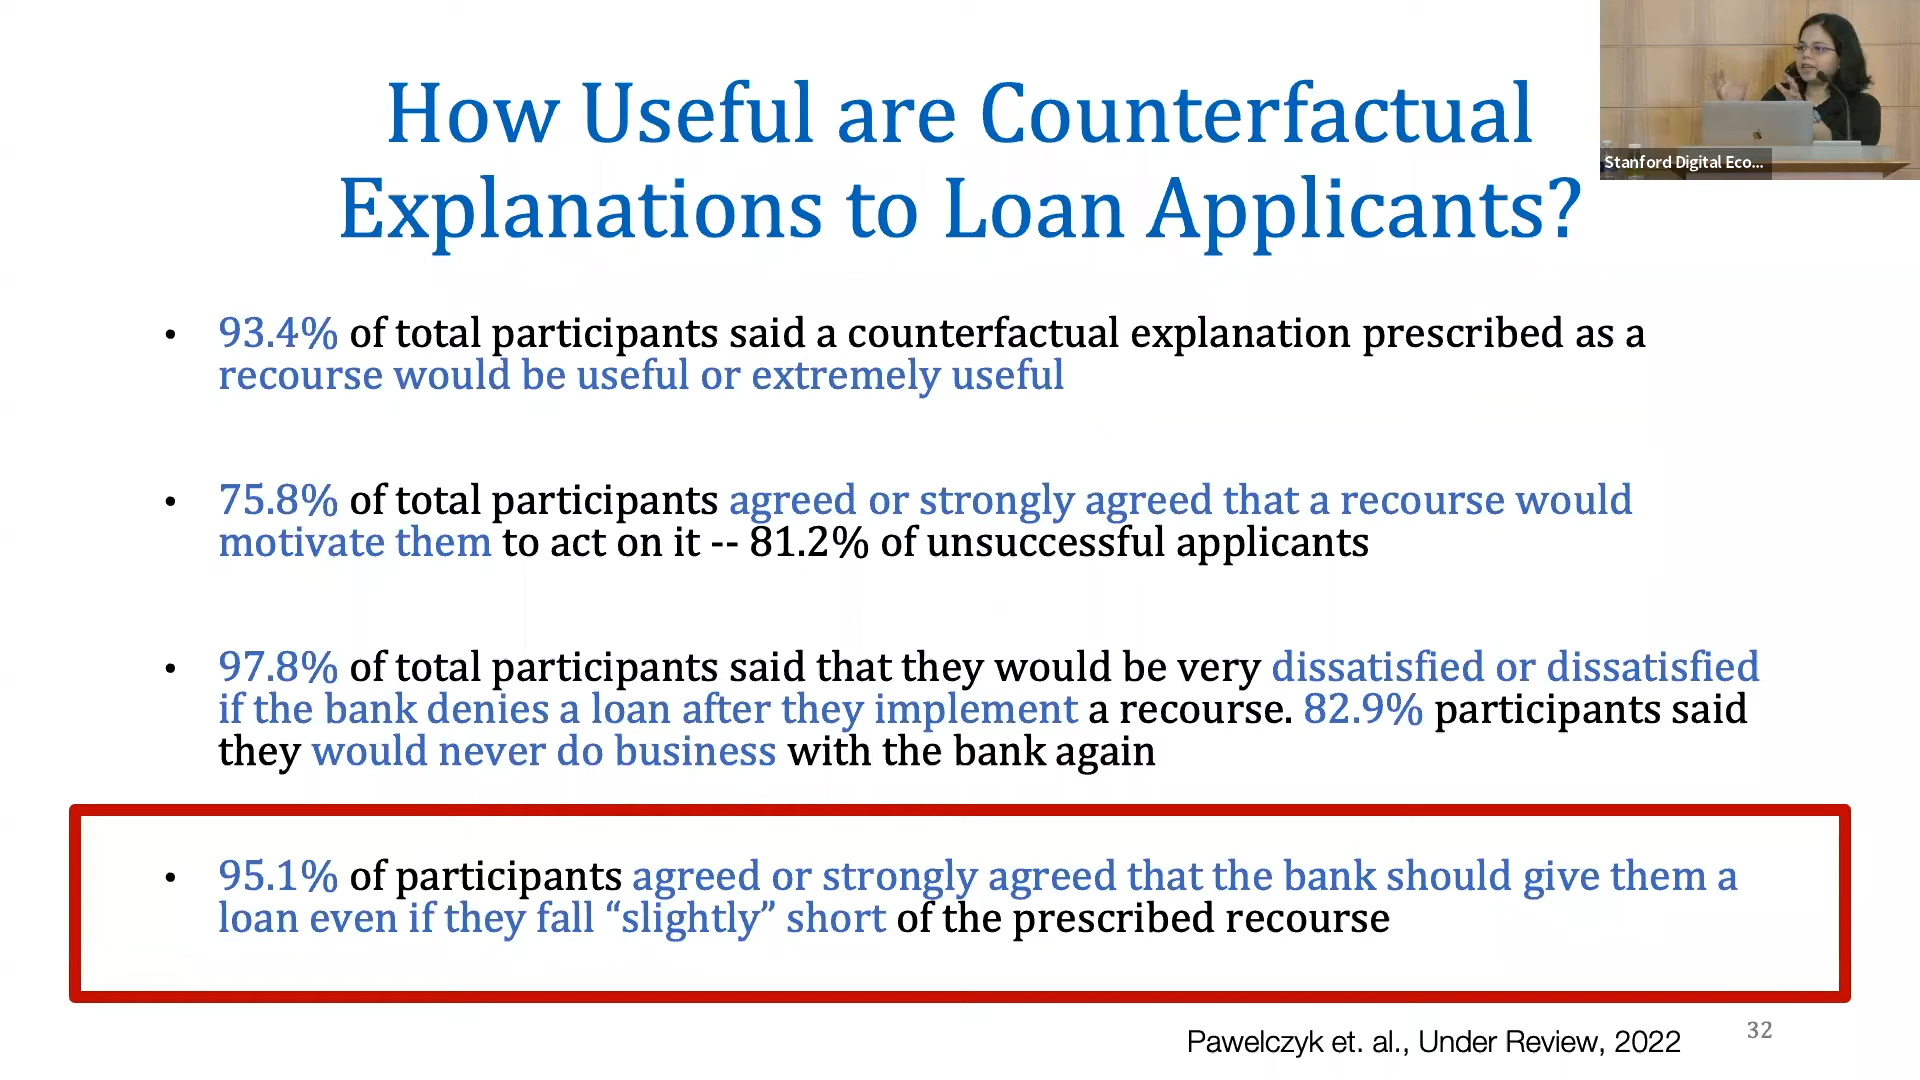 How Useful are Counterfactual
Explanations to Loan Applicants?
Stanford Digital Eco...
• 93.4% of total participants said a counterfactual explanation prescribed as a
recourse would be useful or extremely useful
• 75.8% of total participants agreed or strongly agreed that a recourse would
motivate them to act on it -- 81.2% of unsuccessful applicants
• 97.8% of total participants said that they would be very dissatisfied or dissatisfied
if the bank denies a loan after they implement a recourse. 82.9% participants said
they would never do business with the bank again
• 95.1% of participants agreed or strongly agreed that the bank should give them a
loan even if they fall “slightly” short of the prescribed recourse
Pawelczyk et. al., Under Review, 2022
32